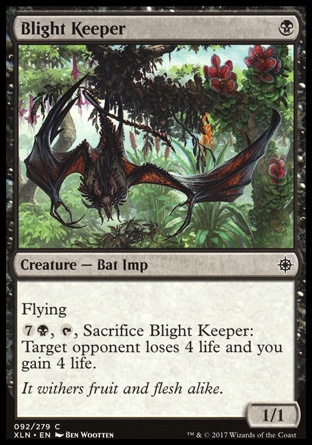 Blight Keeper
Creature — Bat Imp
Flying
7, Sacrifice Blight Keeper:
Target opponent loses 4 life and you
gain 4 life.
It withers fruit and flesh alike.
1/1
092/279 C
XLN • EN Ben Wootten
™ & © 2017 Wizards of the Coast